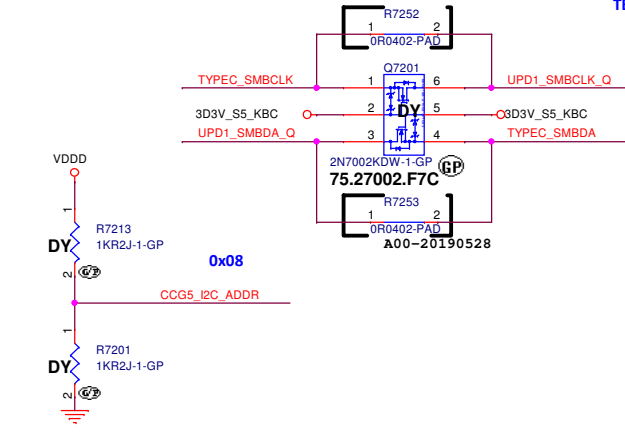 TE
R7252
1 2
0R0402-PAD
Q7201
TYPEC_SMBCLK 1 6 UPD1_SMBCLK_Q
3D3V_S5_KBC 2 DY 5 3D3V_S5_KBC
UPD1_SMBDA_Q 3 4 TYPEC_SMBDA
2N7002KDW-1-GP GP
75.27002.F7C
R7253
1 2
0R0402-PAD
A00-20190528
VDDD
1
R7213
DY 1KR2J-1-GP
2 G/P
0x08
CCG5_I2C_ADDR
1
R7201
DY 1KR2J-1-GP
2 G/P